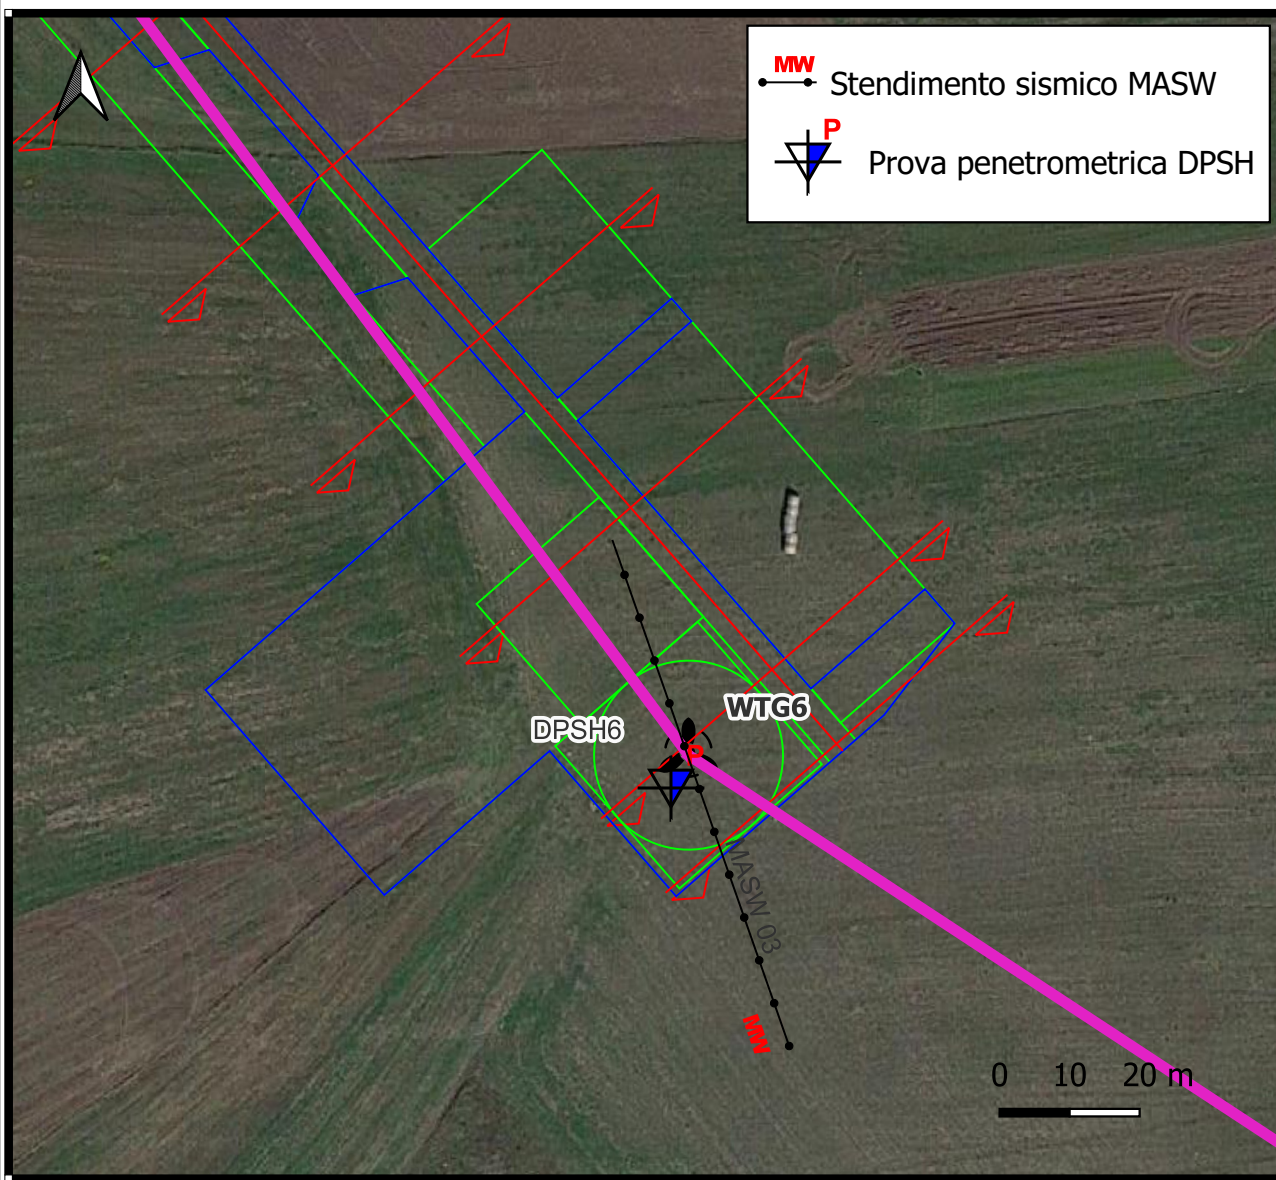 MW
Stendimento sismico MASW
P
Prova penetrometrica DPSH
WTG6
DPSH6
P
MASW 03
MW
0 10 20 m